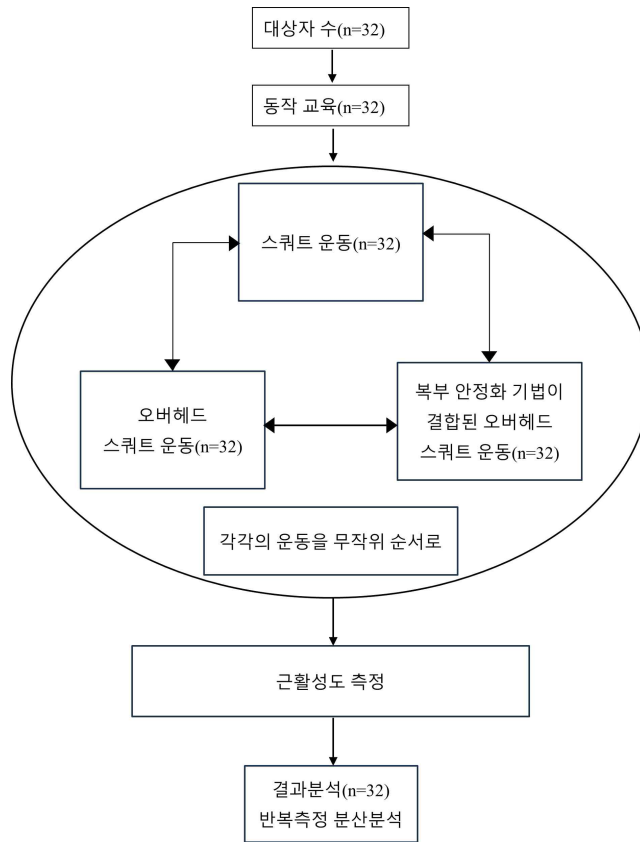 대상자 수(n=32)
동작 교육(n=32)
스쿼트 운동(n=32)
오버헤드
스쿼트 운동(n=32)
복부 안정화 기법이
결합된 오버헤드
스쿼트 운동(n=32)
각각의 운동을 무작위 순서로
근활성도 측정
결과분석(n=32)
반복측정 분산분석